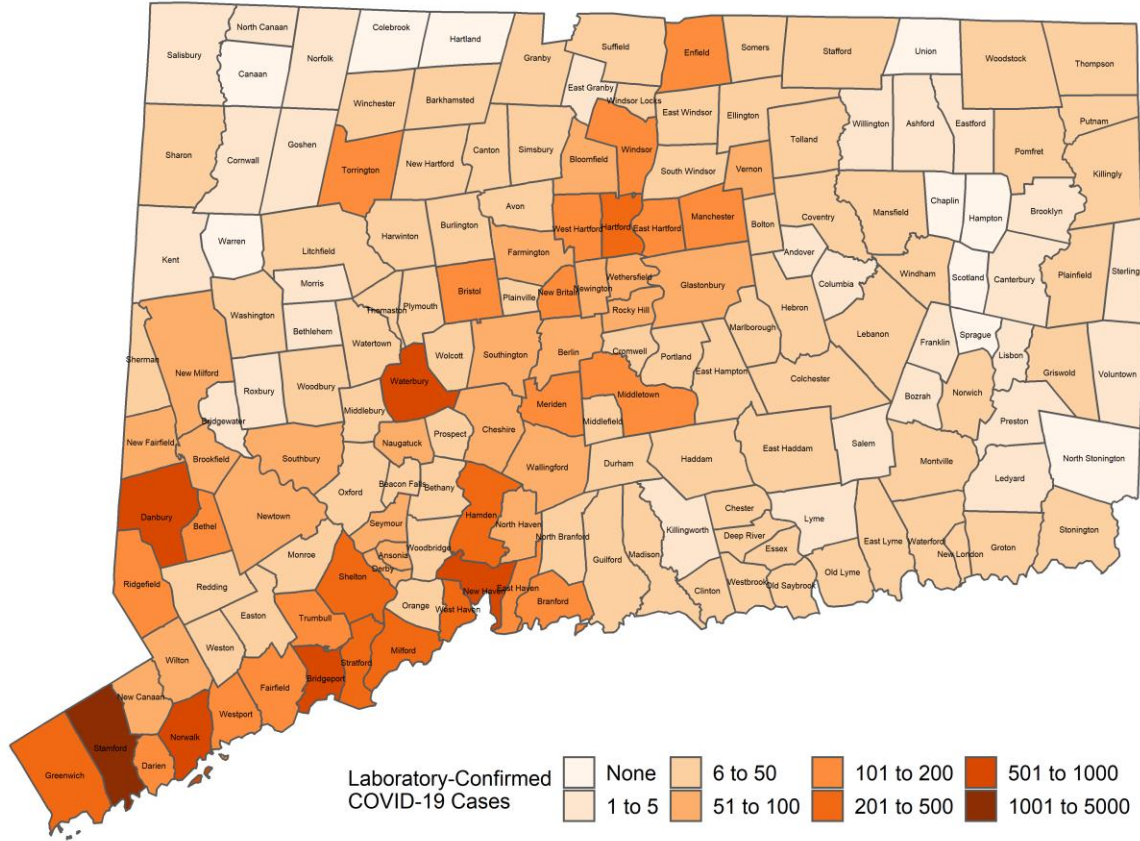 North Canaan
Colebrook
Hartland
Salisbury
Canaan
Norfolk
Granby
Suffield
Enfield
Somers
Stafford
Union
Woodstock
Thompson
East Granby
Windsor Locks
Winchester
Barkhamsted
East Windsor
Ellington
Willington
Ashford
Eastford
Putnam
Sharon
Cornwall
Goshen
Torrington
New Hartford
Canton
Simsbury
Bloomfield
Windsor
South Windsor
Vernon
Tolland
Pomfret
Killingly
Kent
Warren
Litchfield
Harwinton
Burlington
Avon
West Hartford
Hartford
East Hartford
Manchester
Bolton
Coventry
Mansfield
Chaplin
Hampton
Brooklyn
Farmington
Andover
Morris
Washington
Bethlehem
Thomaston
Plymouth
Bristol
Plainville
New Britain
Newington
Wethersfield
Rocky Hill
Glastonbury
Hebron
Columbia
Windham
Scotland
Canterbury
Plainfield
Sterling
Watertown
Wolcott
Southington
Berlin
Cromwell
Portland
Marlborough
Lebanon
Franklin
Sprague
Lisbon
Griswold
Voluntown
Sherman
New Milford
Roxbury
Woodbury
Waterbury
Middlebury
Meriden
Middletown
East Hampton
Colchester
Bozrah
Norwich
Preston
Bridgewater
Naugatuck
Prospect
Cheshire
Middlefield
New Fairfield
Brookfield
Southbury
Wallingford
Durham
Haddam
East Haddam
Salem
Montville
North Stonington
Ledyard
Danbury
Bethel
Newtown
Oxford
Beacon Falls
Bethany
Hamden
North Haven
Seymour
Ansonia
Derby
Woodbridge
North Branford
Guilford
Madison
Killingworth
Chester
Deep River
Essex
Lyme
East Lyme
Waterford
New London
Groton
Stonington
Ridgefield
Redding
Monroe
Shelton
Orange
New Haven
West Haven
East Haven
Branford
Clinton
Westbrook
Old Saybrook
Old Lyme
Easton
Trumbull
Weston
Wilton
Milford
Stratford
Bridgeport
Fairfield
Westport
New Canaan
Norwalk
Darien
Stamford
Greenwich
Laboratory-Confirmed
COVID-19 Cases
None
6 to 50
101 to 200
501 to 1000
1 to 5
51 to 100
201 to 500
1001 to 5000